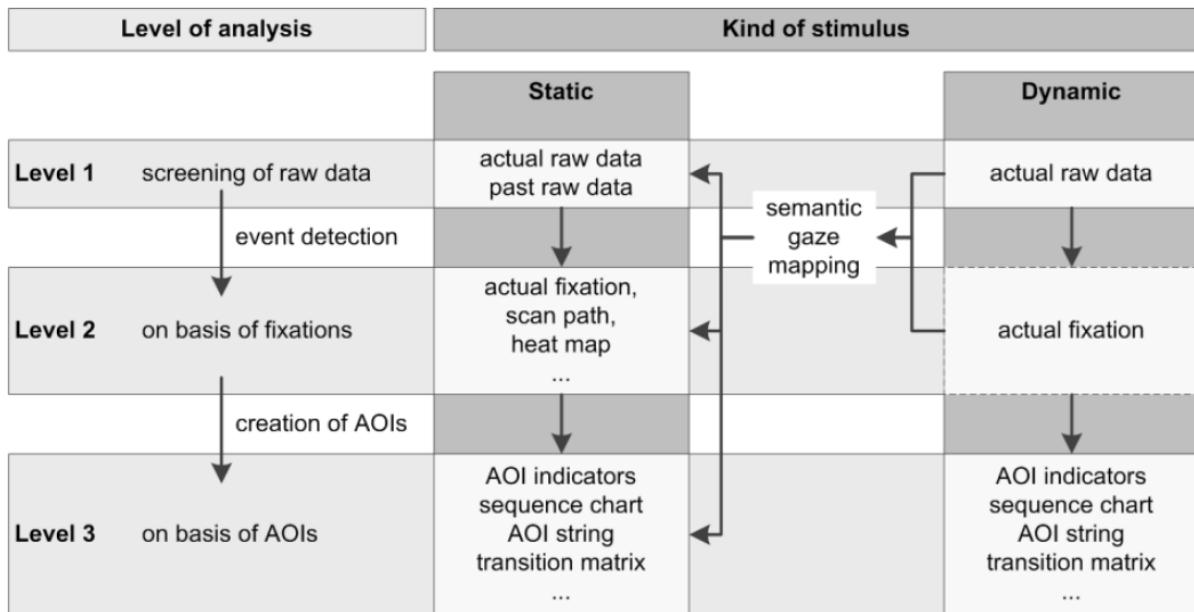 Level of analysis
Kind of stimulus
Static
Dynamic
Level 1
screening of raw data
actual raw data
past raw data
actual raw data
event detection
semantic
gaze
mapping
Level 2
on basis of fixations
actual fixation,
scan path,
heat map
...
actual fixation
creation of AOIs
Level 3
on basis of AOIs
AOI indicators
sequence chart
AOI string
transition matrix
...
AOI indicators
sequence chart
AOI string
transition matrix
...